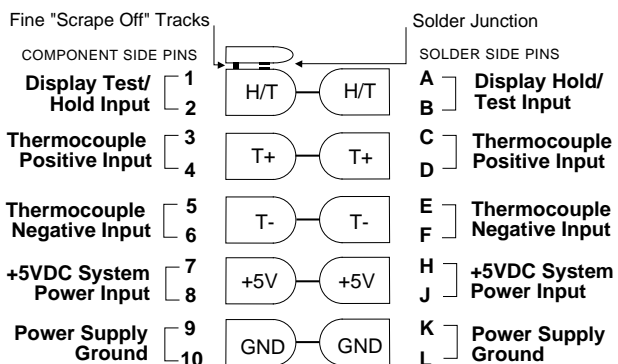 Fine "Scrape Off" Tracks Solder Junction
COMPONENT SIDE PINS SOLDER SIDE PINS
Display Test/ 1 H/T H/T A Display Hold/
Hold Input 2 B Test Input
Thermocouple 3 T+ T+ C Thermocouple
Positive Input 4 D Positive Input
Thermocouple 5 T- T- E Thermocouple
Negative Input 6 F Negative Input
+5VDC System 7 +5V +5V H +5VDC System
Power Input 8 J Power Input
Power Supply 9 GND GND K Power Supply
Ground 10 L Ground